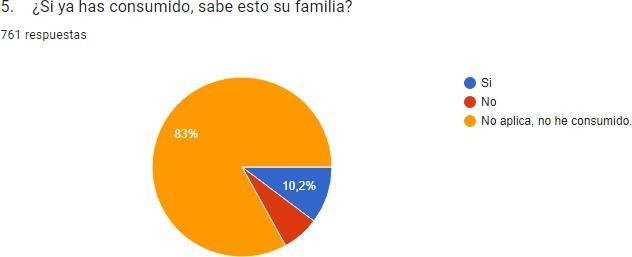 5. ¿Si ya has consumido, sabe esto su familia?
761 respuestas
Si
No
No aplica, no he consumido.
83%
10,2%